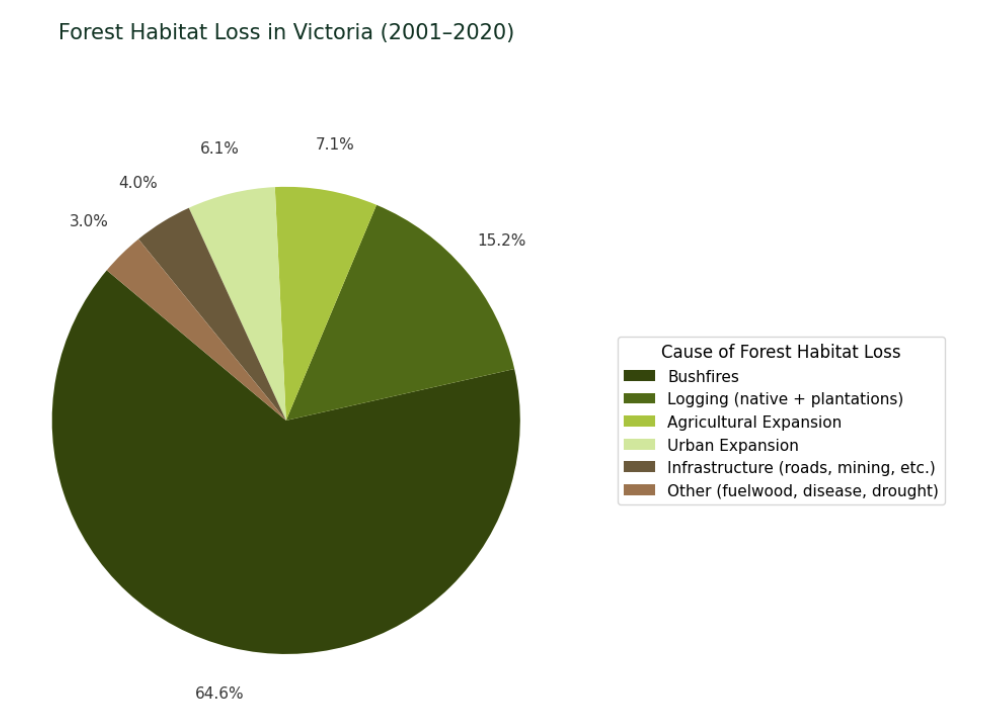 Forest Habitat Loss in Victoria (2001–2020)
7.1%
6.1%
4.0%
3.0%
15.2%
64.6%
Cause of Forest Habitat Loss
Bushfires
Logging (native + plantations)
Agricultural Expansion
Urban Expansion
Infrastructure (roads, mining, etc.)
Other (fuelwood, disease, drought)